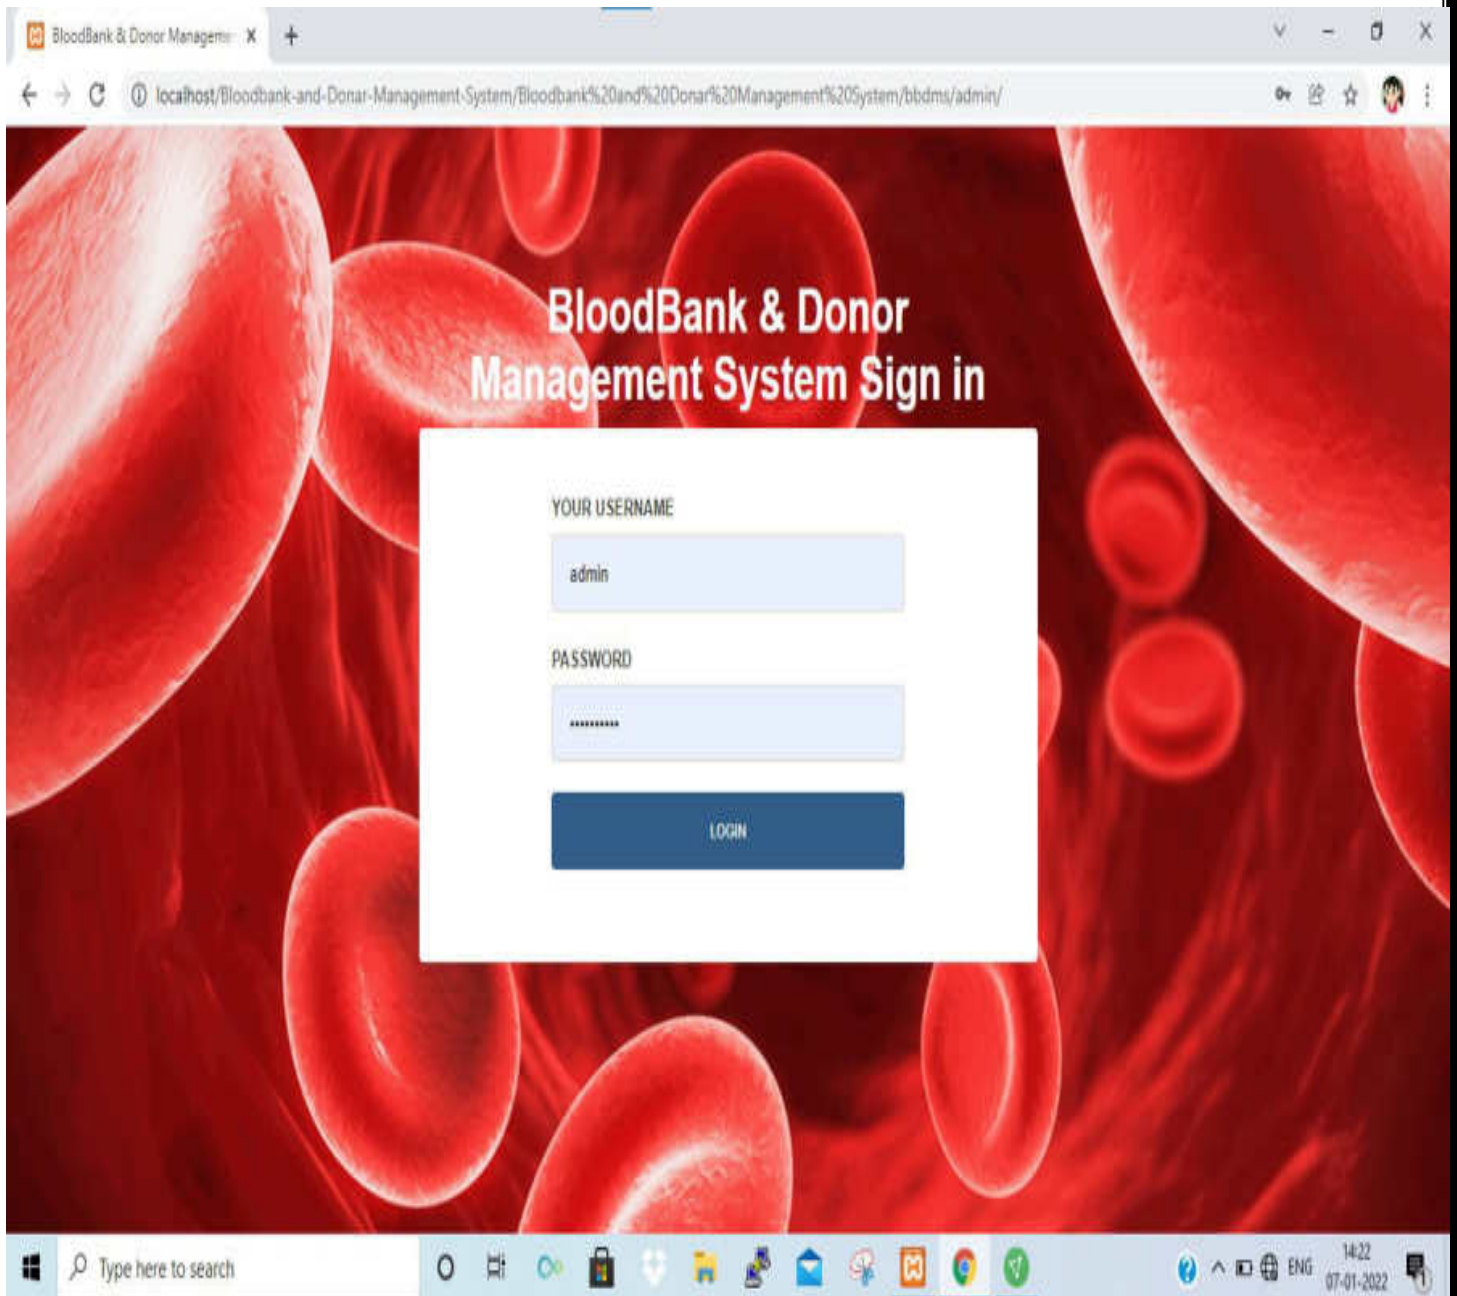 BloodBank & Donor Manageme
localhost/Bloodbank-and-Donar-Management-System/Bloodbank%20and%20Donar%20Management%20System/bbdms/admin/
BloodBank & Donor
Management System Sign in
YOUR USERNAME
admin
PASSWORD
••••••••••
LOGIN
Type here to search
ENG
14:22
07-01-2022
1